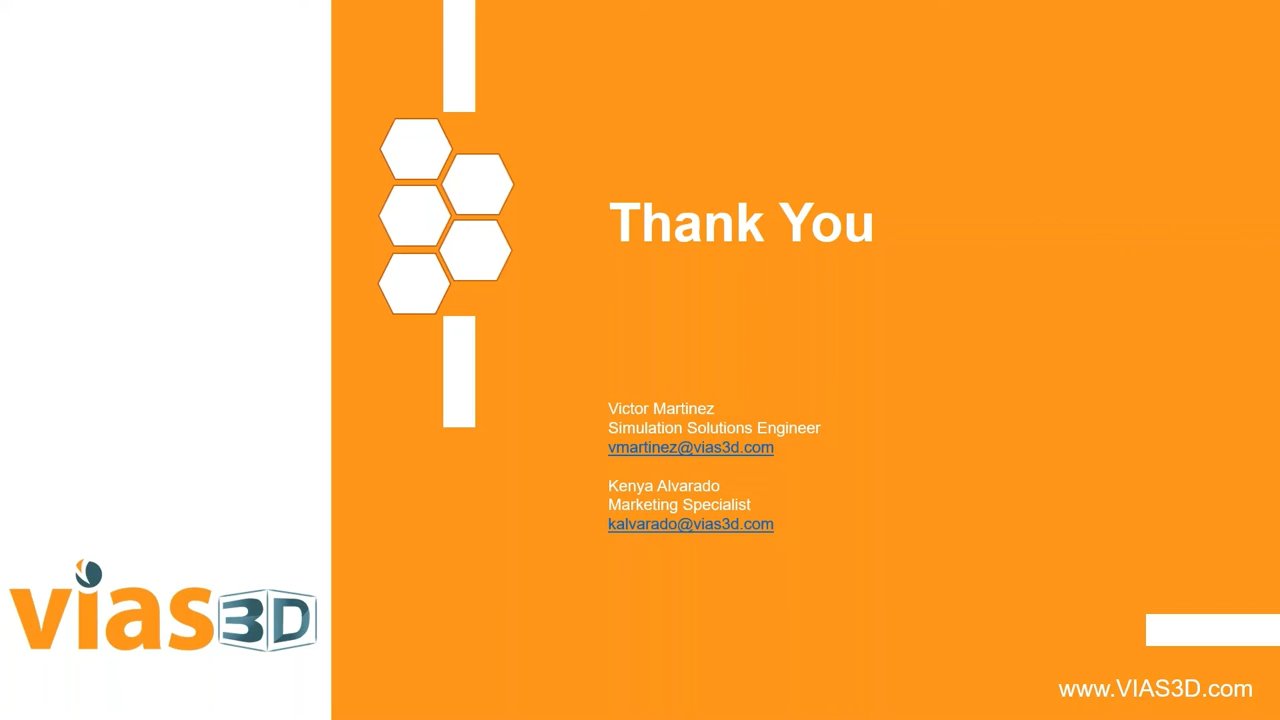 Thank You
Victor Martinez
Simulation Solutions Engineer
vmartinez@vias3d.com
Kenya Alvarado
Marketing Specialist
kalvarado@vias3d.com
vias3D
www.VIAS3D.com